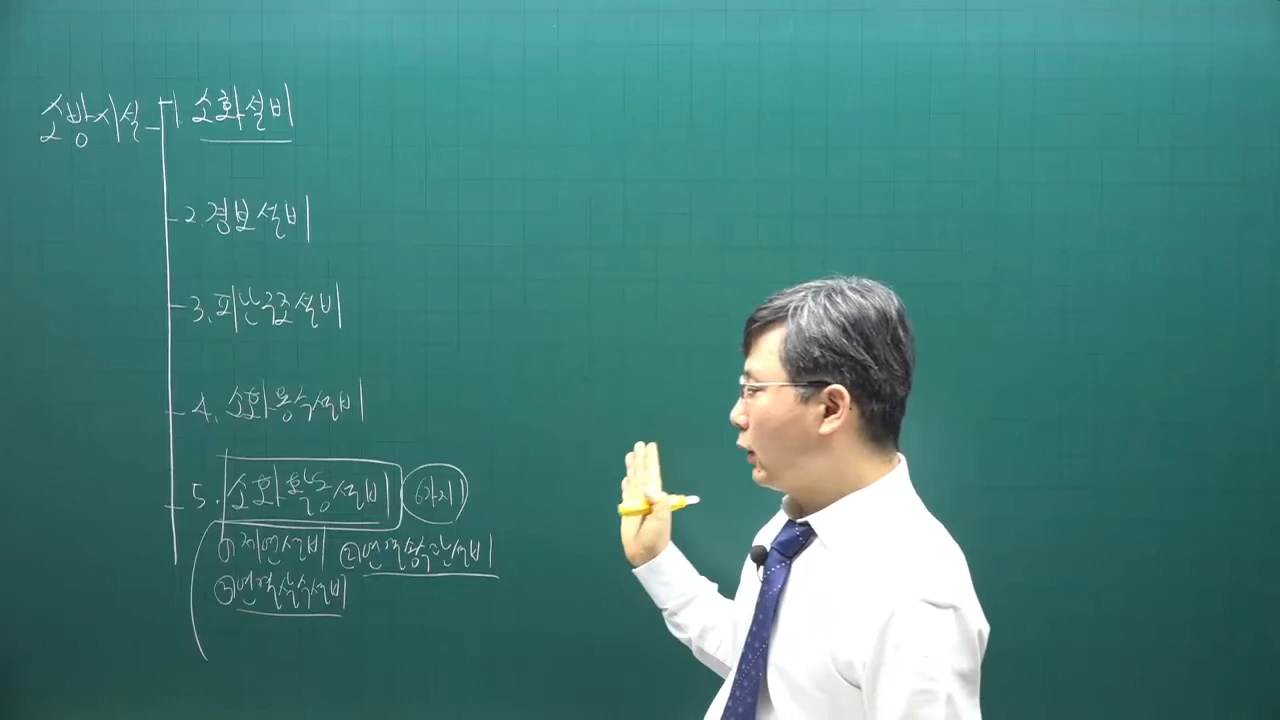 소방시설 1. 소화설비
2. 경보설비
3. 피난구조설비
4. 소화용수설비
5. 소화활동설비 6가지
① 제연설비 ② 연결송수관설비
③ 연결살수설비